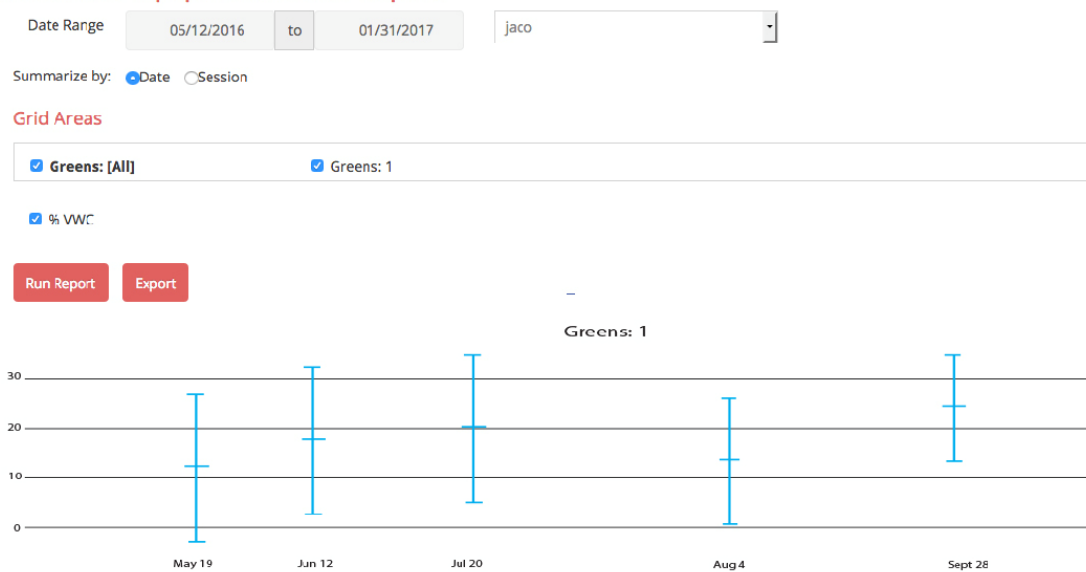 Date Range 05/12/2016 to 01/31/2017 jaco
Summarize by: Date Session
Grid Areas
Greens: [All] Greens: 1
% VWC
Run Report Export
Greens: 1
30
20
10
0
May 19 Jun 12 Jul 20 Aug 4 Sept 28